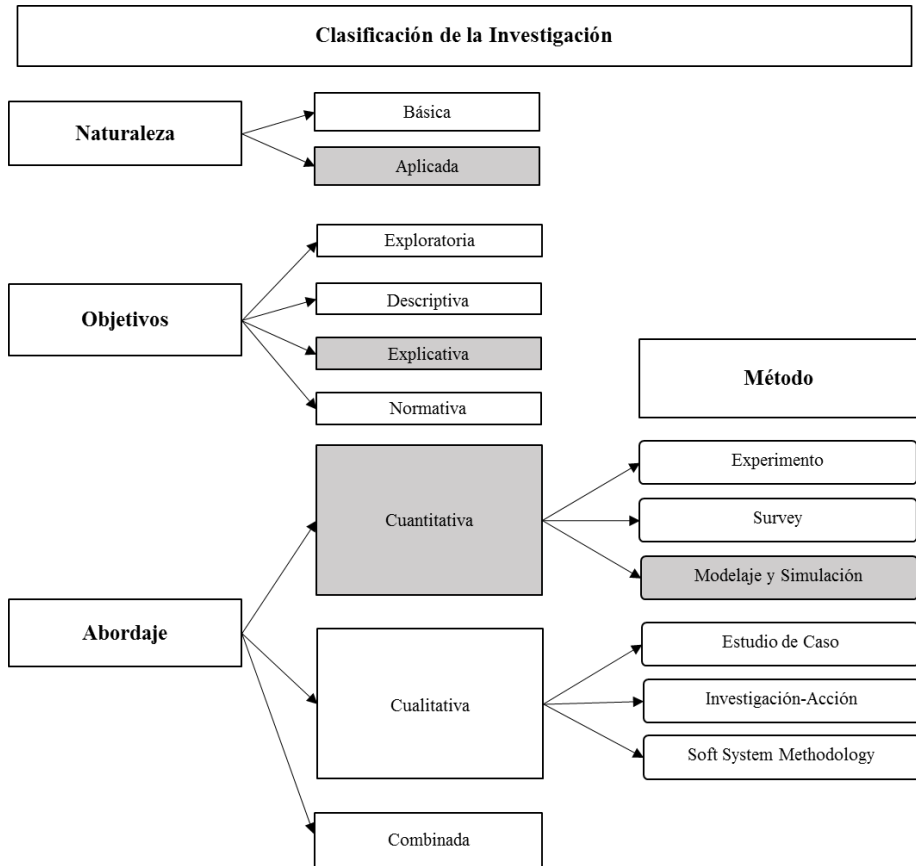 Clasificación de la Investigación
Naturaleza
Básica
Aplicada
Objetivos
Exploratoria
Descriptiva
Explicativa
Normativa
Método
Abordaje
Cuantitativa
Experimento
Survey
Modelaje y Simulación
Cualitativa
Estudio de Caso
Investigación-Acción
Soft System Methodology
Combinada